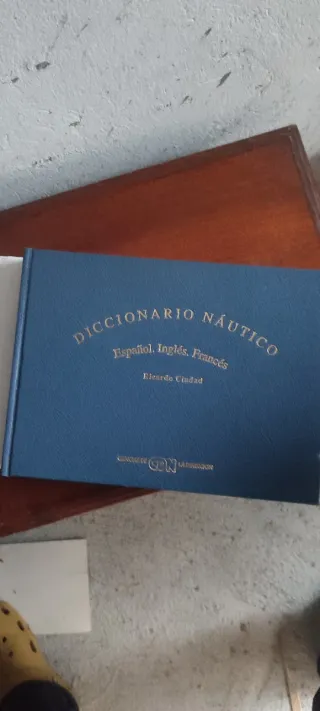 DICCIONARIO NÁUTICO
Español. Inglés. Francés
Ricardo Ciudad